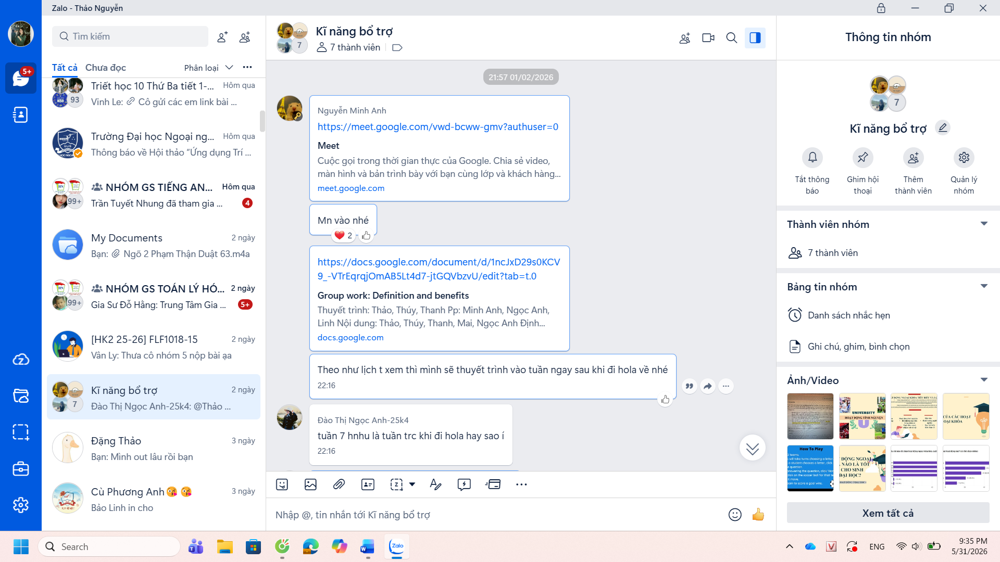 Zalo - Thảo Nguyễn
5+
Tìm kiếm
Tất cả
Chưa đọc
Phân loại
Triết học 10 Thứ Ba tiết 1-...
Hôm qua
93
Vinh Le: Cô gửi các em link bài ...
Trường Đại học Ngoại ng...
Hôm qua
Thông báo về Hội thảo “Ứng dụng Trí ...
NHÓM GS TIẾNG AN...
Hôm qua
99+
Trần Tuyết Nhung đã tham gia ...
4
My Documents
2 ngày
Bạn: Ngõ 2 Phạm Thận Duật 63.m4a
NHÓM GS TOÁN LÝ HÓ...
2 ngày
99+
Gia Sư Đỗ Hằng: Trung Tâm Gia ...
5+
[HK2 25-26] FLF1018-15
2 ngày
Vân Ly: Thưa cô nhóm 5 nộp bài ạa
Kĩ năng bổ trợ
2 ngày
7
Đào Thị Ngọc Anh-25k4: @Thảo ...
Đặng Thảo
3 ngày
Bạn: Mình out lâu rồi bạn
Cù Phương Anh😘 😘
3 ngày
Bảo Linh in cho
7
Kĩ năng bổ trợ
7 thành viên
21:57 01/02/2026
Nguyễn Minh Anh
https://meet.google.com/vwd-bcww-gmv?authuser=0
Meet
Cuộc gọi trong thời gian thực của Google. Chia sẻ video,
màn hình và bản trình bày với bạn cùng lớp và khách hàng...
meet.google.com
Mn vào nhé
❤️ 2
https://docs.google.com/document/d/1ncJxD29s0KCV
9_-VTrEqrqjOmAB5Lt4d7-jtGQVbzvU/edit?tab=t.0
Group work: Definition and benefits
Thuyết trình: Thảo, Thúy, Thanh Pp: Minh Anh, Ngọc Anh,
Linh Nội dung: Thảo, Thúy, Thanh, Mai, Ngọc Anh Định...
docs.google.com
Theo như lịch t xem thì mình sẽ thuyết trình vào tuần ngay sau khi đi hola về nhé
22:16
Đào Thị Ngọc Anh-25k4
tuần 7 hnhu là tuần trc khi đi hola hay sao í
22:16
Nhập @, tin nhắn tới Kĩ năng bổ trợ
Thông tin nhóm
7
Kĩ năng bổ trợ
Tắt thông báo
Ghim hội thoại
Thêm thành viên
Quản lý nhóm
Thành viên nhóm
7 thành viên
Bảng tin nhóm
Danh sách nhắc hẹn
Ghi chú, ghim, bình chọn
Ảnh/Video
UNIVERSITY
HOẠT ĐỘNG TÌNH NGUYỆN
CỦA CÁC HOẠT
How To Play
Xem tất cả
Search
Zalo
ENG
9:35 PM
5/31/2026